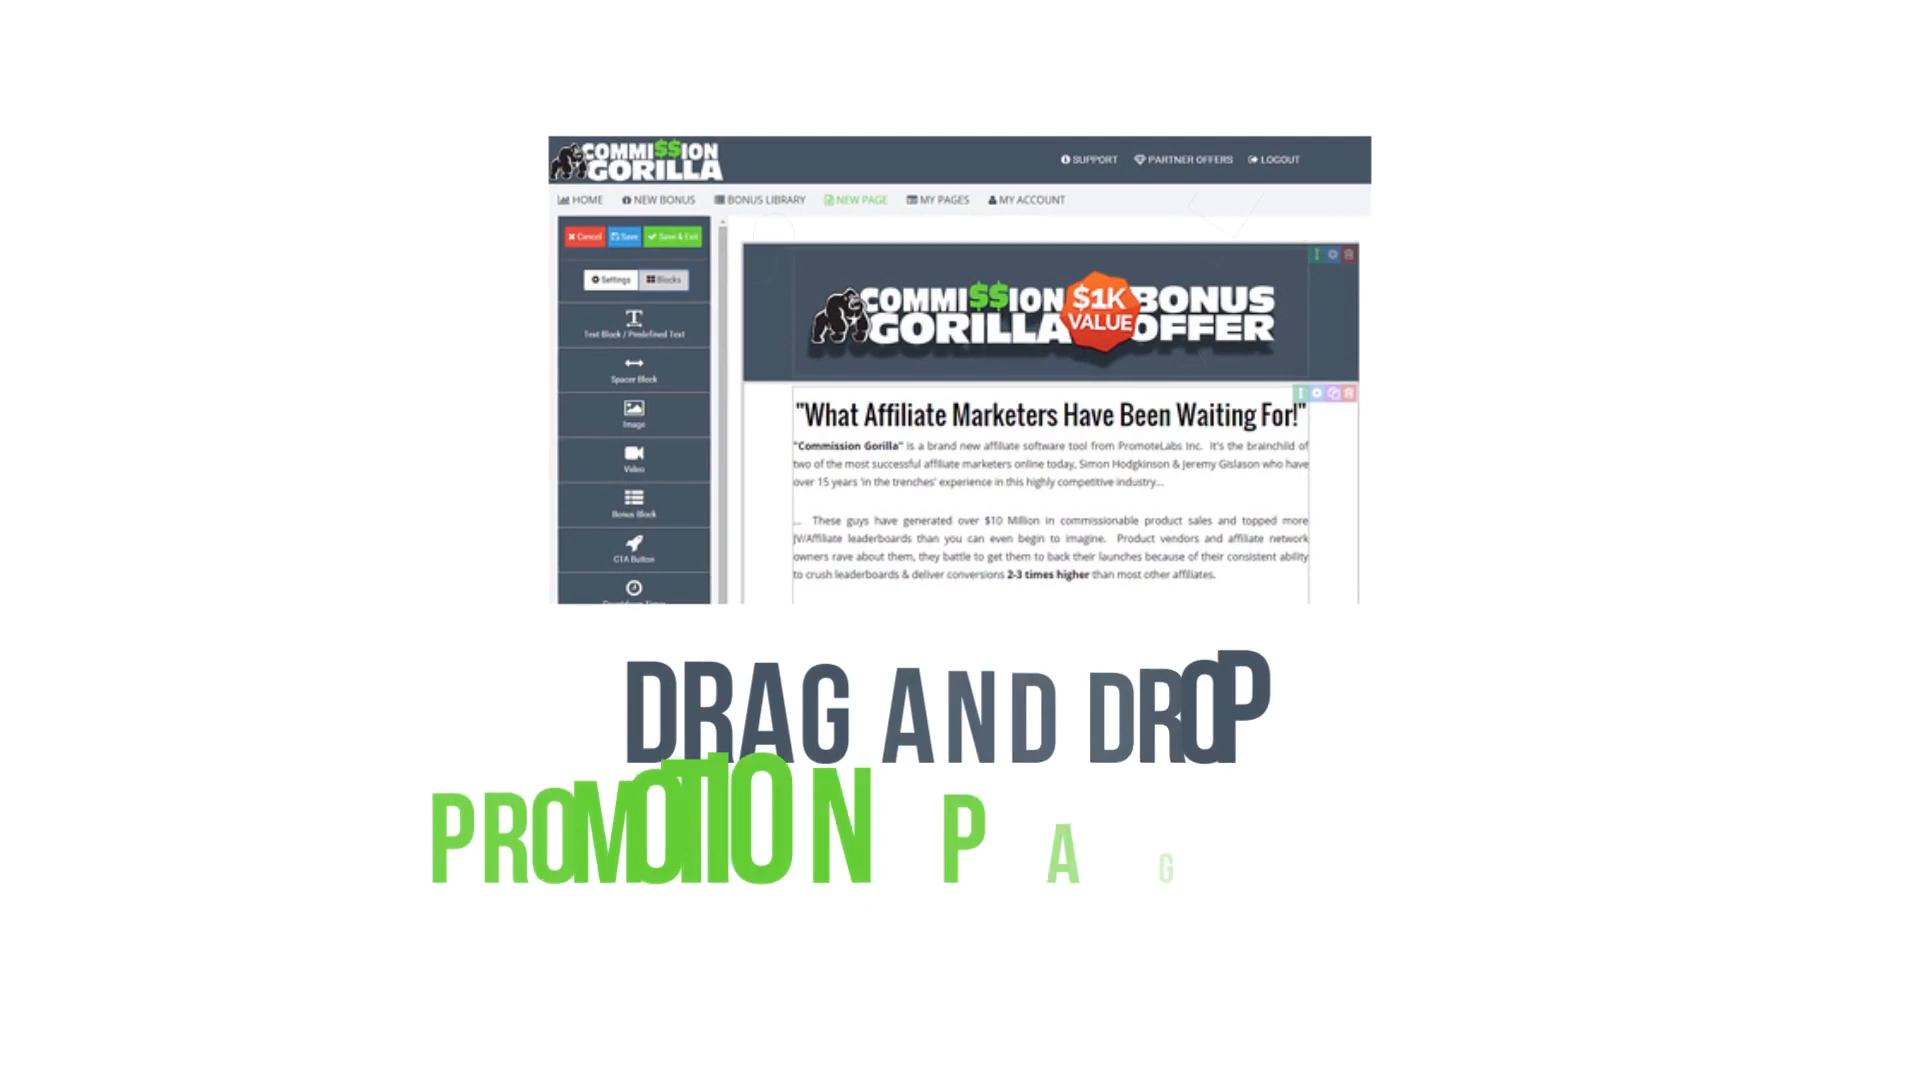 COMMI$$ION
GORILLA
SUPPORT PARTNER OFFERS LOGOUT
HOME NEW BONUS BONUS LIBRARY NEW PAGE MY PAGES MY ACCOUNT
Cancel Save Save & Exit
Settings Blocks
Text Block / Predefined Text
Spacer Block
Image
Video
Bonus Block
CTA Button
Countdown Timer
COMMI$$ION
GORILLA
$1K
VALUE
BONUS
OFFER
"What Affiliate Marketers Have Been Waiting For!"
"Commission Gorilla" is a brand new affiliate software tool from PromoteLabs Inc. It's the brainchild of
two of the most successful affiliate marketers online today, Simon Hodgkinson & Jeremy Gislason who have
over 15 years 'in the trenches' experience in this highly competitive industry...
... These guys have generated over $10 Million in commissionable product sales and topped more
JV/Affiliate leaderboards than you can even begin to imagine. Product vendors and affiliate network
owners rave about them, they battle to get them to back their launches because of their consistent ability
to crush leaderboards & deliver conversions 2-3 times higher than most other affiliates.
DRAG AND DROP
PROMOTION PAG